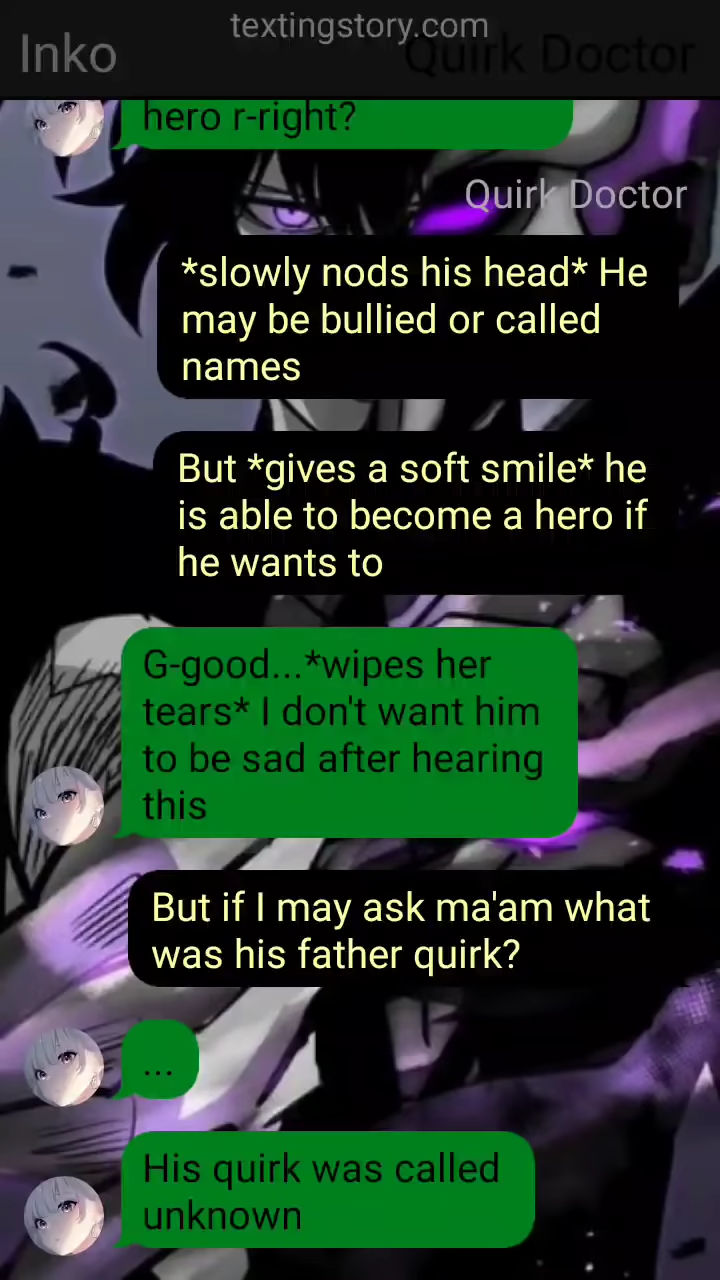 textingstory.com
Inko
Quirk Doctor
hero r-right?
Quirk Doctor
*slowly nods his head* He
may be bullied or called
names
But *gives a soft smile* he
is able to become a hero if
he wants to
G-good...*wipes her
tears* I don't want him
to be sad after hearing
this
But if I may ask ma'am what
was his father quirk?
...
His quirk was called
unknown